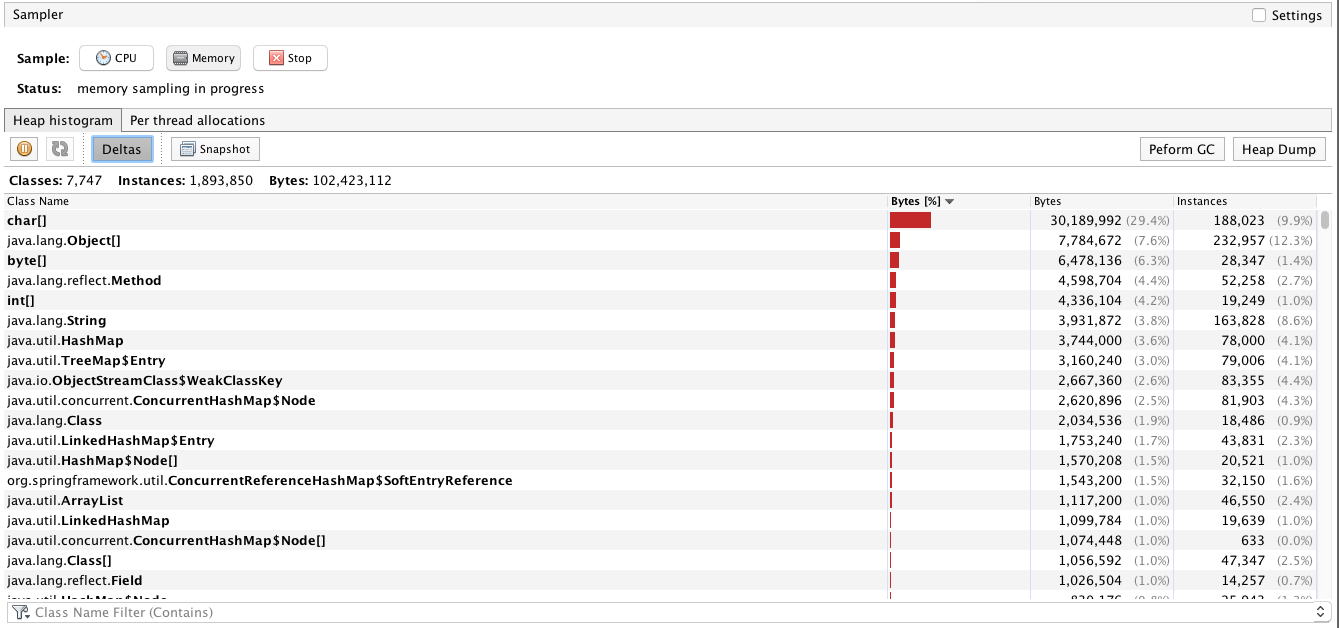 Sampler Settings
Sample: CPU Memory Stop
Status: memory sampling in progress
Heap histogram Per thread allocations
Deltas Snapshot Peform GC Heap Dump
Classes: 7,747 Instances: 1,893,850 Bytes: 102,423,112
Class Name Bytes [%] Bytes Instances
char[] 30,189,992 (29.4%) 188,023 (9.9%)
java.lang.Object[] 7,784,672 (7.6%) 232,957 (12.3%)
byte[] 6,478,136 (6.3%) 28,347 (1.4%)
java.lang.reflect.Method 4,598,704 (4.4%) 52,258 (2.7%)
int[] 4,336,104 (4.2%) 19,249 (1.0%)
java.lang.String 3,931,872 (3.8%) 163,828 (8.6%)
java.util.HashMap 3,744,000 (3.6%) 78,000 (4.1%)
java.util.TreeMap$Entry 3,160,240 (3.0%) 79,006 (4.1%)
java.io.ObjectStreamClass$WeakClassKey 2,667,360 (2.6%) 83,355 (4.4%)
java.util.concurrent.ConcurrentHashMap$Node 2,620,896 (2.5%) 81,903 (4.3%)
java.lang.Class 2,034,536 (1.9%) 18,486 (0.9%)
java.util.LinkedHashMap$Entry 1,753,240 (1.7%) 43,831 (2.3%)
java.util.HashMap$Node[] 1,570,208 (1.5%) 20,521 (1.0%)
org.springframework.util.ConcurrentReferenceHashMap$SoftEntryReference 1,543,200 (1.5%) 32,150 (1.6%)
java.util.ArrayList 1,117,200 (1.0%) 46,550 (2.4%)
java.util.LinkedHashMap 1,099,784 (1.0%) 19,639 (1.0%)
java.util.concurrent.ConcurrentHashMap$Node[] 1,074,448 (1.0%) 633 (0.0%)
java.lang.Class[] 1,056,592 (1.0%) 47,347 (2.5%)
java.lang.reflect.Field 1,026,504 (1.0%) 14,257 (0.7%)
java.util.HashMap$Node
Class Name Filter (Contains)